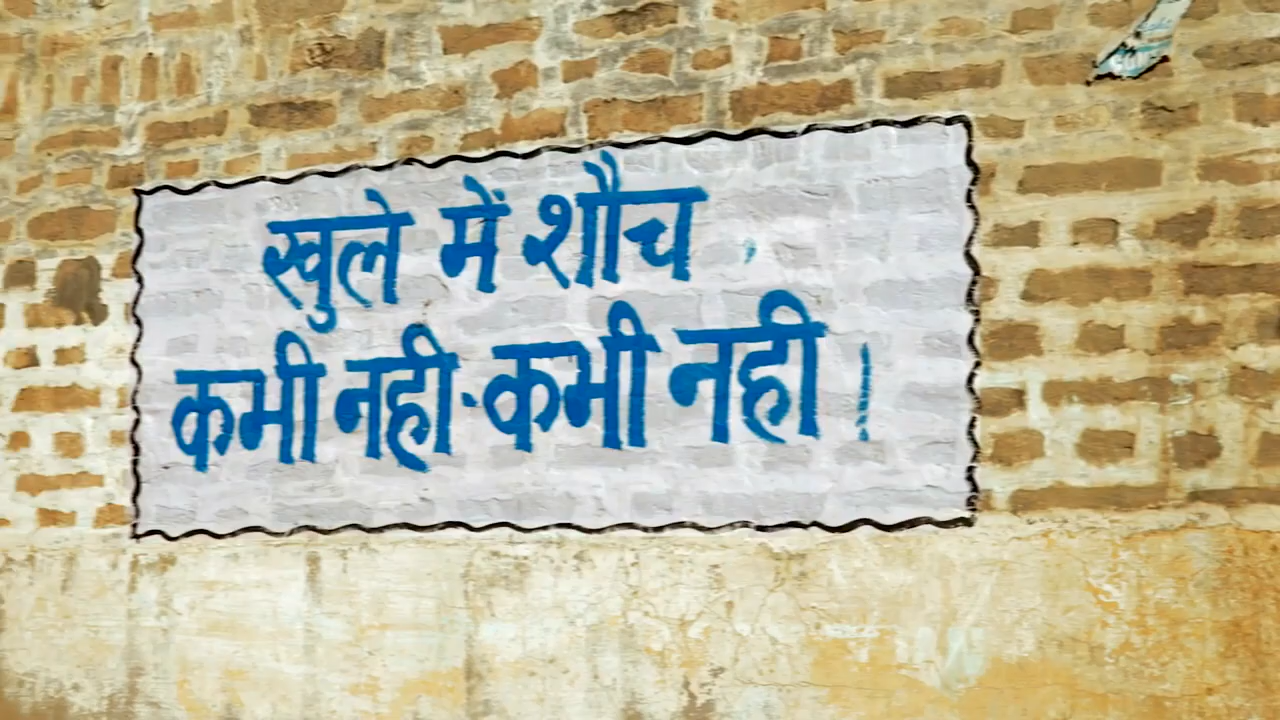 खुले में शौच ,
कभी नही-कभी नही ।